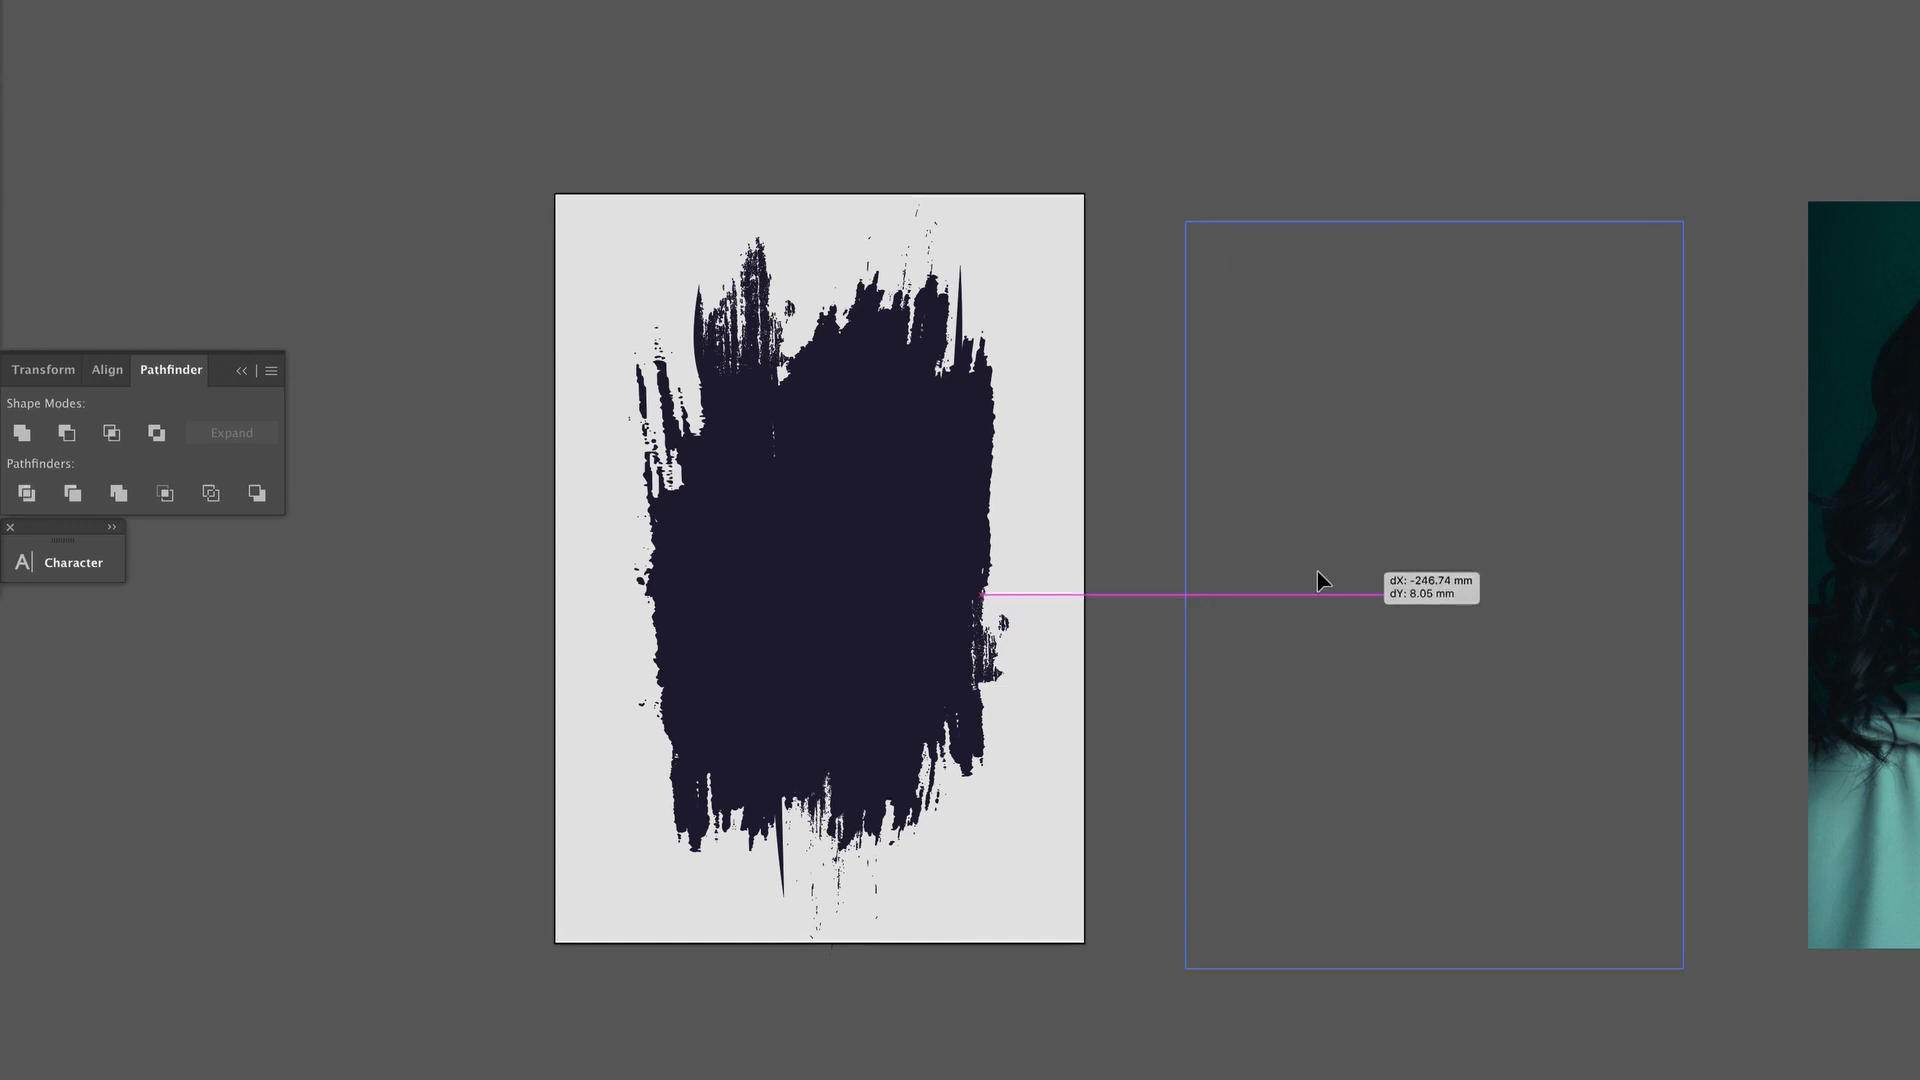 Transform Align Pathfinder
Shape Modes:
Expand
Pathfinders:
A Character
dX: -246.74 mm
dY: 8.05 mm